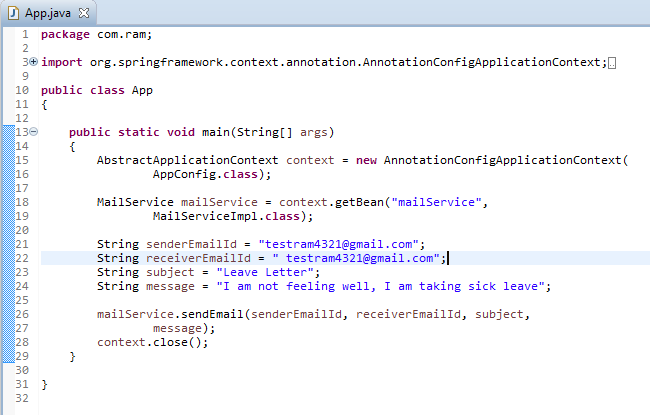 App.java
1 package com.ram;
2
3 import org.springframework.context.annotation.AnnotationConfigApplicationContext;
9
10 public class App
11 {
12
13     public static void main(String[] args)
14     {
15         AbstractApplicationContext context = new AnnotationConfigApplicationContext(
16                 AppConfig.class);
17
18         MailService mailService = context.getBean("mailService",
19                 MailServiceImpl.class);
20
21         String senderEmailId = "testram4321@gmail.com";
22         String receiverEmailId = " testram4321@gmail.com";
23         String subject = "Leave Letter";
24         String message = "I am not feeling well, I am taking sick leave";
25
26         mailService.sendEmail(senderEmailId, receiverEmailId, subject,
27                 message);
28         context.close();
29     }
30
31 }
32